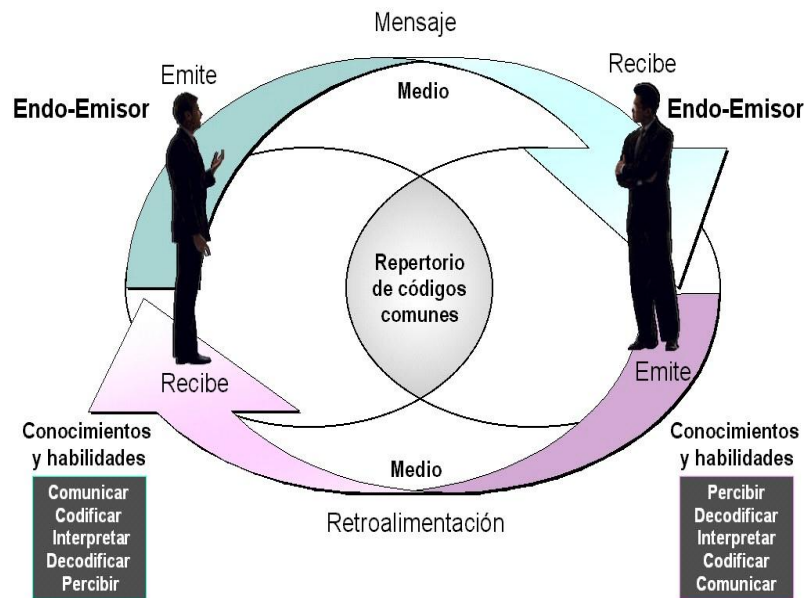 Mensaje
Emite
Recibe
Medio
Endo-Emisor
Endo-Emisor
Repertorio
de códigos
comunes
Recibe
Emite
Conocimientos
y habilidades
Medio
Conocimientos
y habilidades
Comunicar
Codificar
Interpretar
Decodificar
Percibir
Retroalimentación
Percibir
Decodificar
Interpretar
Codificar
Comunicar